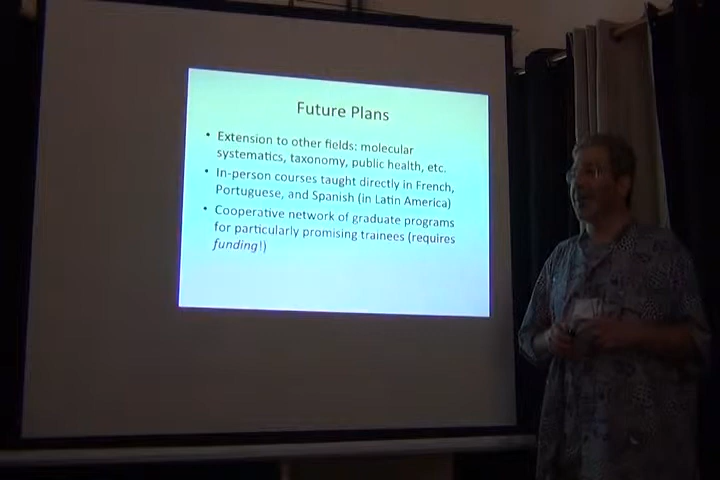 Future Plans
• Extension to other fields: molecular
systematics, taxonomy, public health, etc.
• In-person courses taught directly in French,
Portuguese, and Spanish (in Latin America)
• Cooperative network of graduate programs
for particularly promising trainees (requires
funding!)